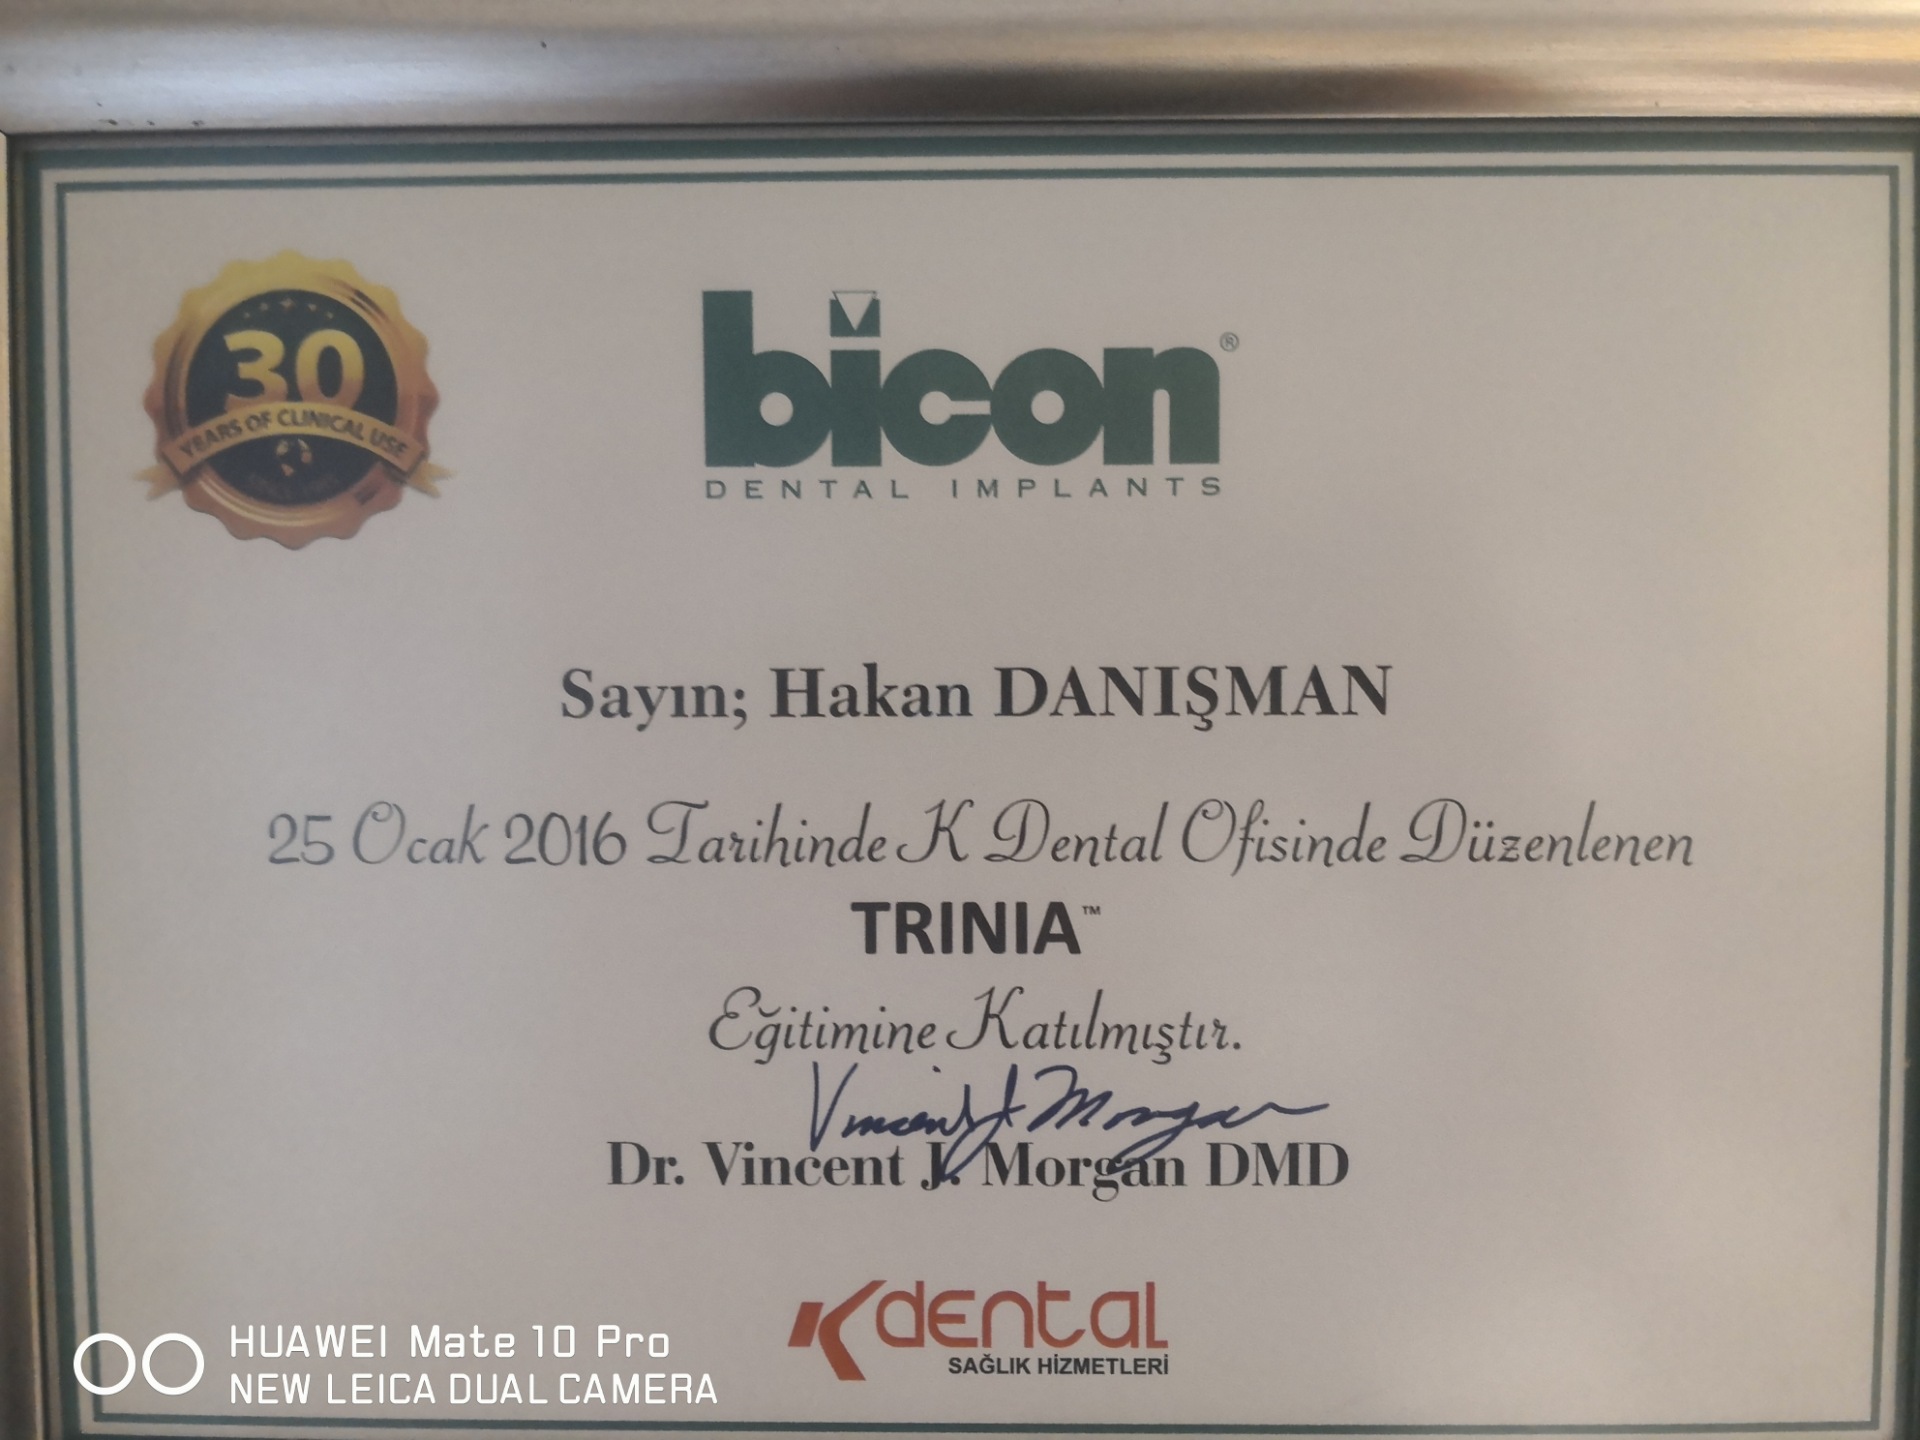 30
YEARS OF CLINICAL USE
bicon®
DENTAL IMPLANTS
Sayın; Hakan DANIŞMAN
25 Ocak 2016 Tarihinde K Dental Ofisinde Düzenlenen
TRINIA™
Eğitimine Katılmıştır.
Vincent J. Morgan
Dr. Vincent J. Morgan DMD
K dental
SAĞLIK HİZMETLERİ
HUAWEI Mate 10 Pro
NEW LEICA DUAL CAMERA